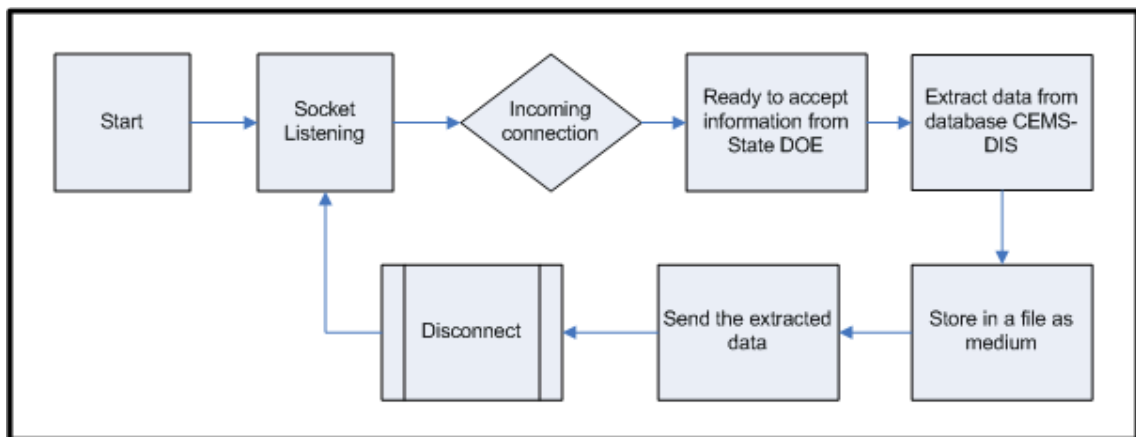 Start
Socket
Listening
Incoming
connection
Ready to accept
information from
State DOE
Extract data from
database CEMS-
DIS
Disconnect
Send the extracted
data
Store in a file as
medium